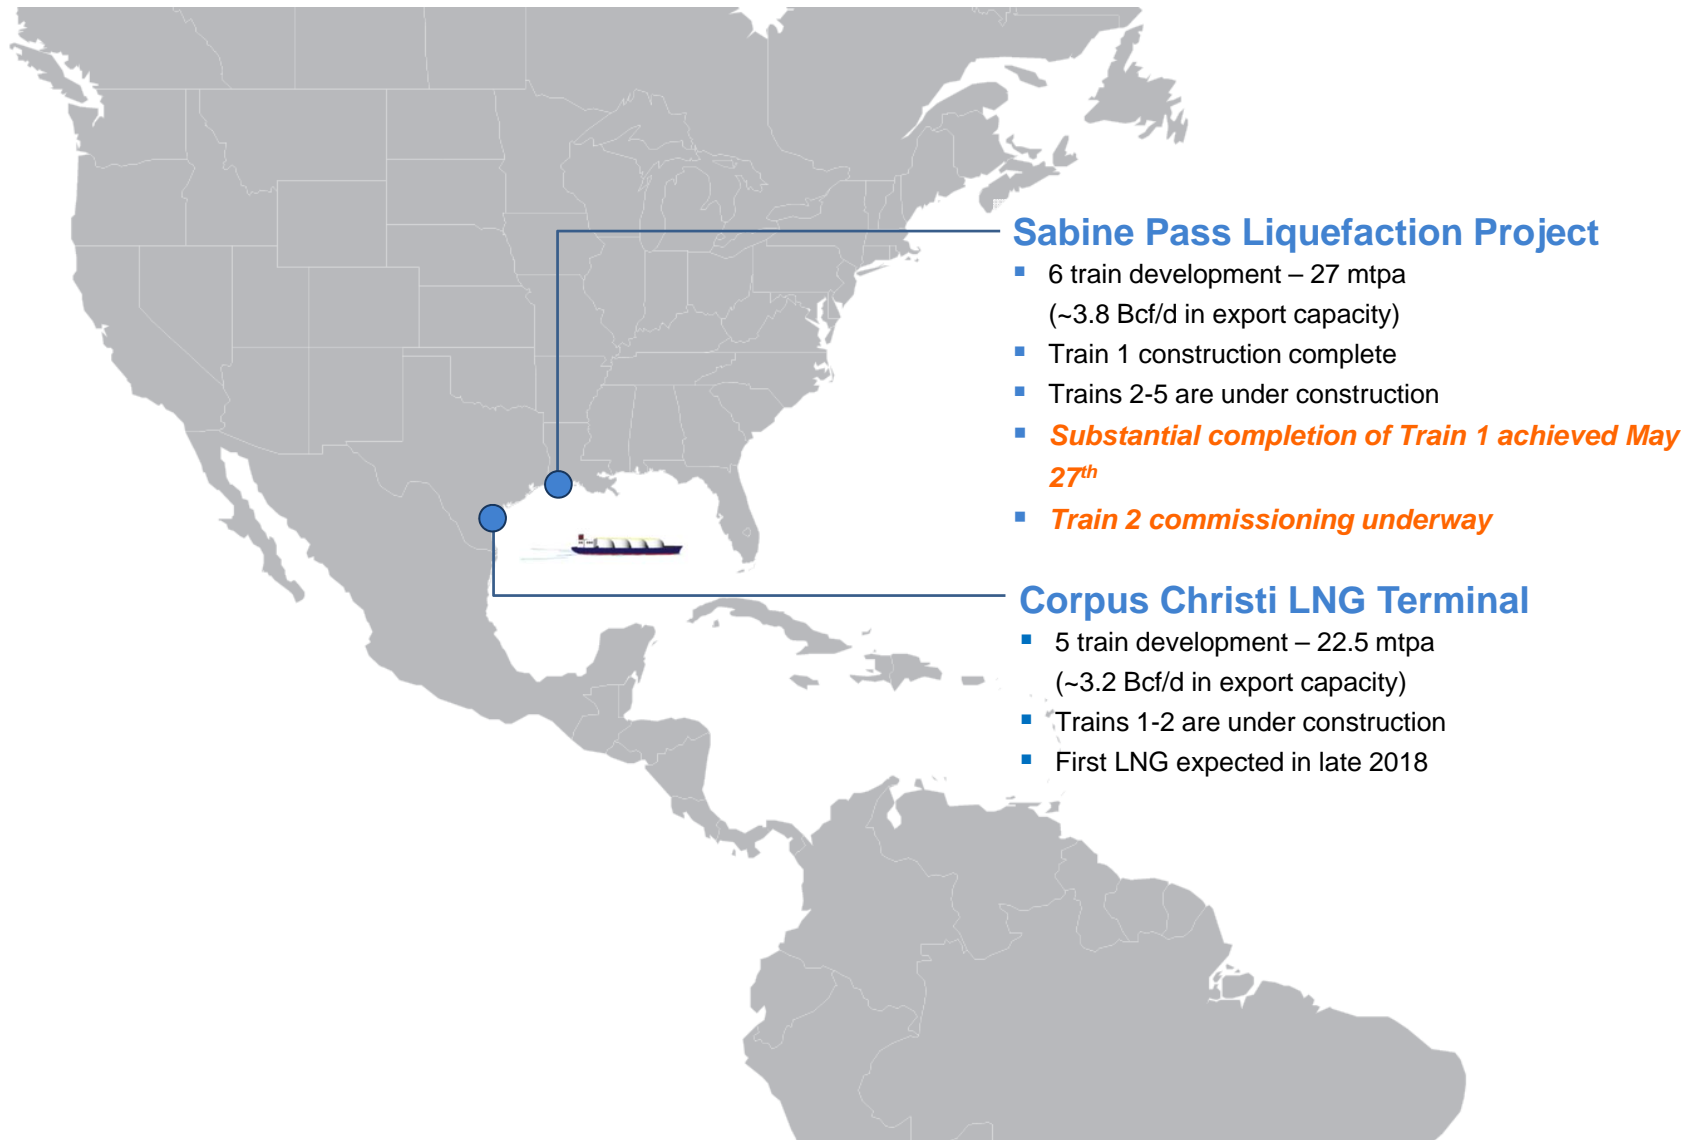 Sabine Pass Liquefaction Project
▪ 6 train development – 27 mtpa
(~3.8 Bcf/d in export capacity)
▪ Train 1 construction complete
▪ Trains 2-5 are under construction
▪ Substantial completion of Train 1 achieved May
27th
▪ Train 2 commissioning underway
Corpus Christi LNG Terminal
▪ 5 train development – 22.5 mtpa
(~3.2 Bcf/d in export capacity)
▪ Trains 1-2 are under construction
▪ First LNG expected in late 2018